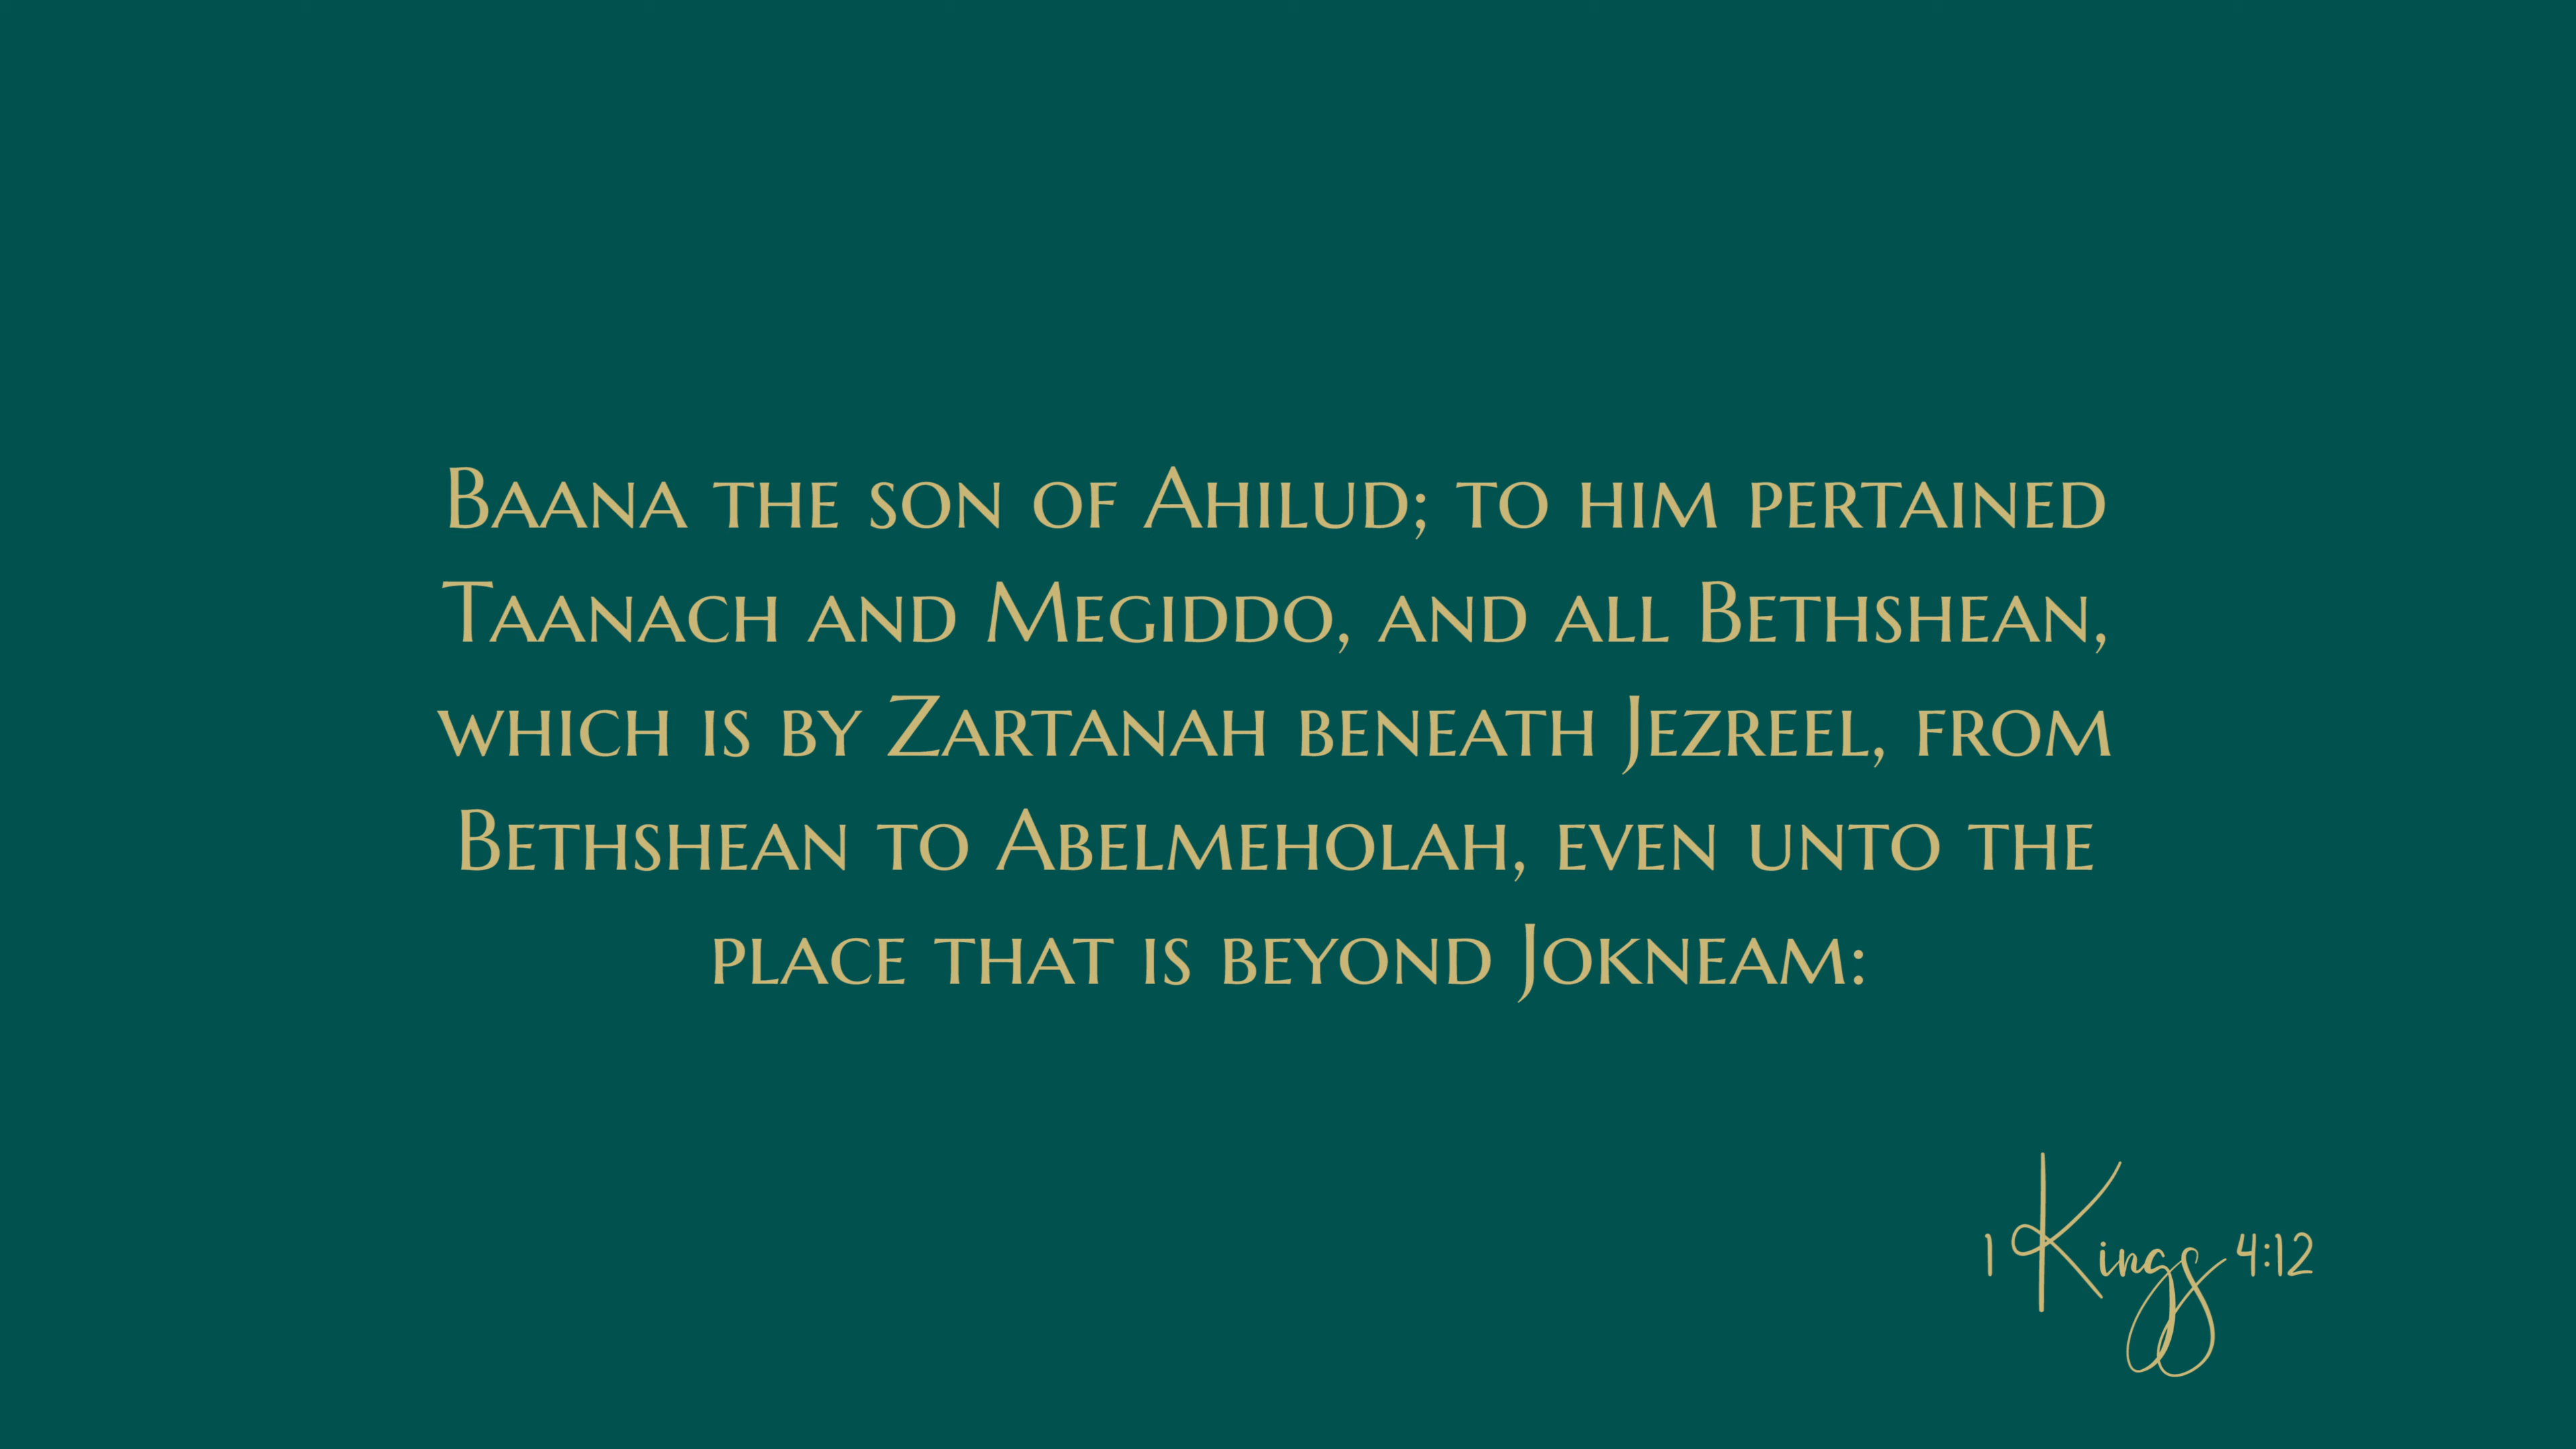 Baana the son of Ahilud; to him pertained
Taanach and Megiddo, and all Bethshean,
which is by Zartanah beneath Jezreel, from
Bethshean to Abelmeholah, even unto the
place that is beyond Jokneam:
1 Kings 4:12